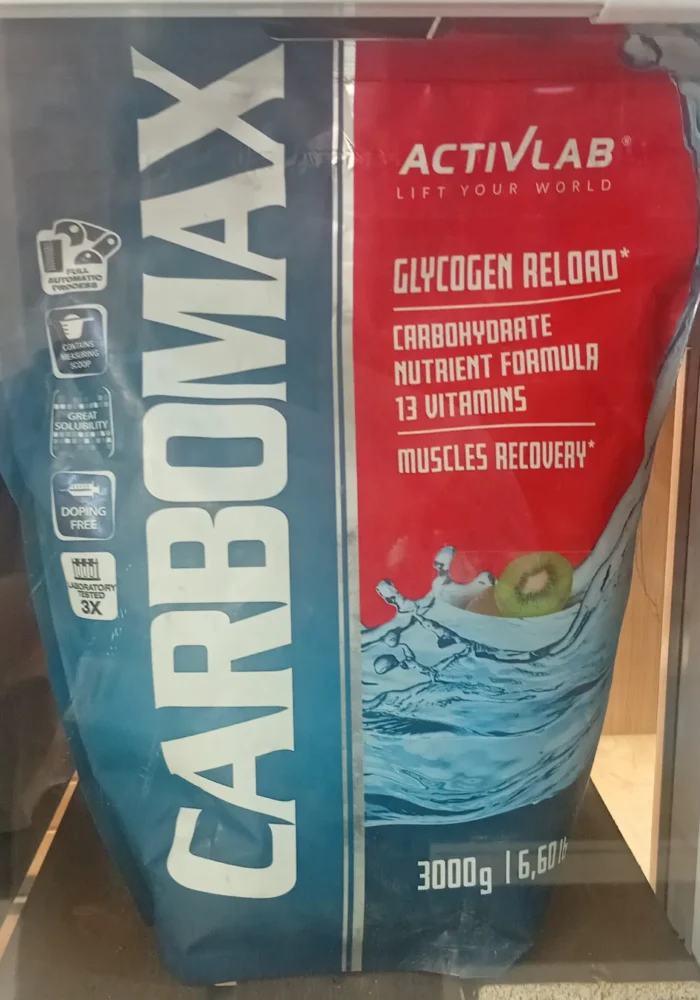 CARBOMAX
FULL
AUTOMATIC
PROCESS
CONTAINS
MEASURING
SCOOP
GREAT
SOLUBILITY
DOPING
FREE
LABORATORY
TESTED
3X
ACTIVLAB®
LIFT YOUR WORLD
GLYCOGEN RELOAD*
CARBOHYDRATE
NUTRIENT FORMULA
13 VITAMINS
MUSCLES RECOVERY*
3000g | 6,60 lb